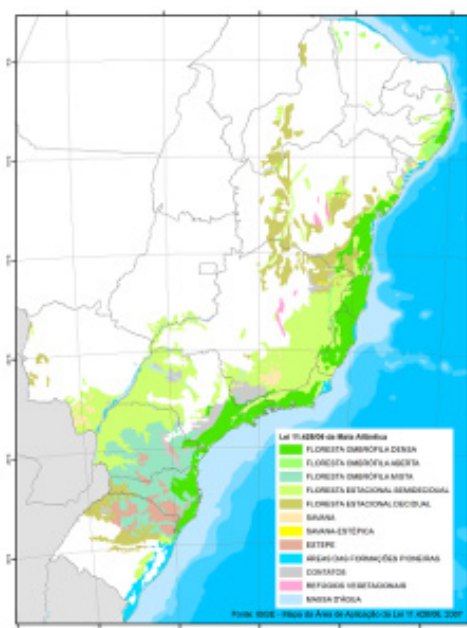 Lei 11.428/06 da Mata Atlântica
FLORESTA OMBRÓFILA DENSA
FLORESTA OMBRÓFILA ABERTA
FLORESTA OMBRÓFILA MISTA
FLORESTA ESTACIONAL SEMIDECIDUAL
FLORESTA ESTACIONAL DECIDUAL
SAVANA
SAVANA-ESTÉPICA
ESTEPE
ÁREAS DAS FORMAÇÕES PIONEIRAS
CONTATOS
REFÚGIOS VEGETACIONAIS
MASSA D'ÁGUA
Fonte: IBGE - Mapa da Área de Aplicação da Lei 11.428/06, 2007